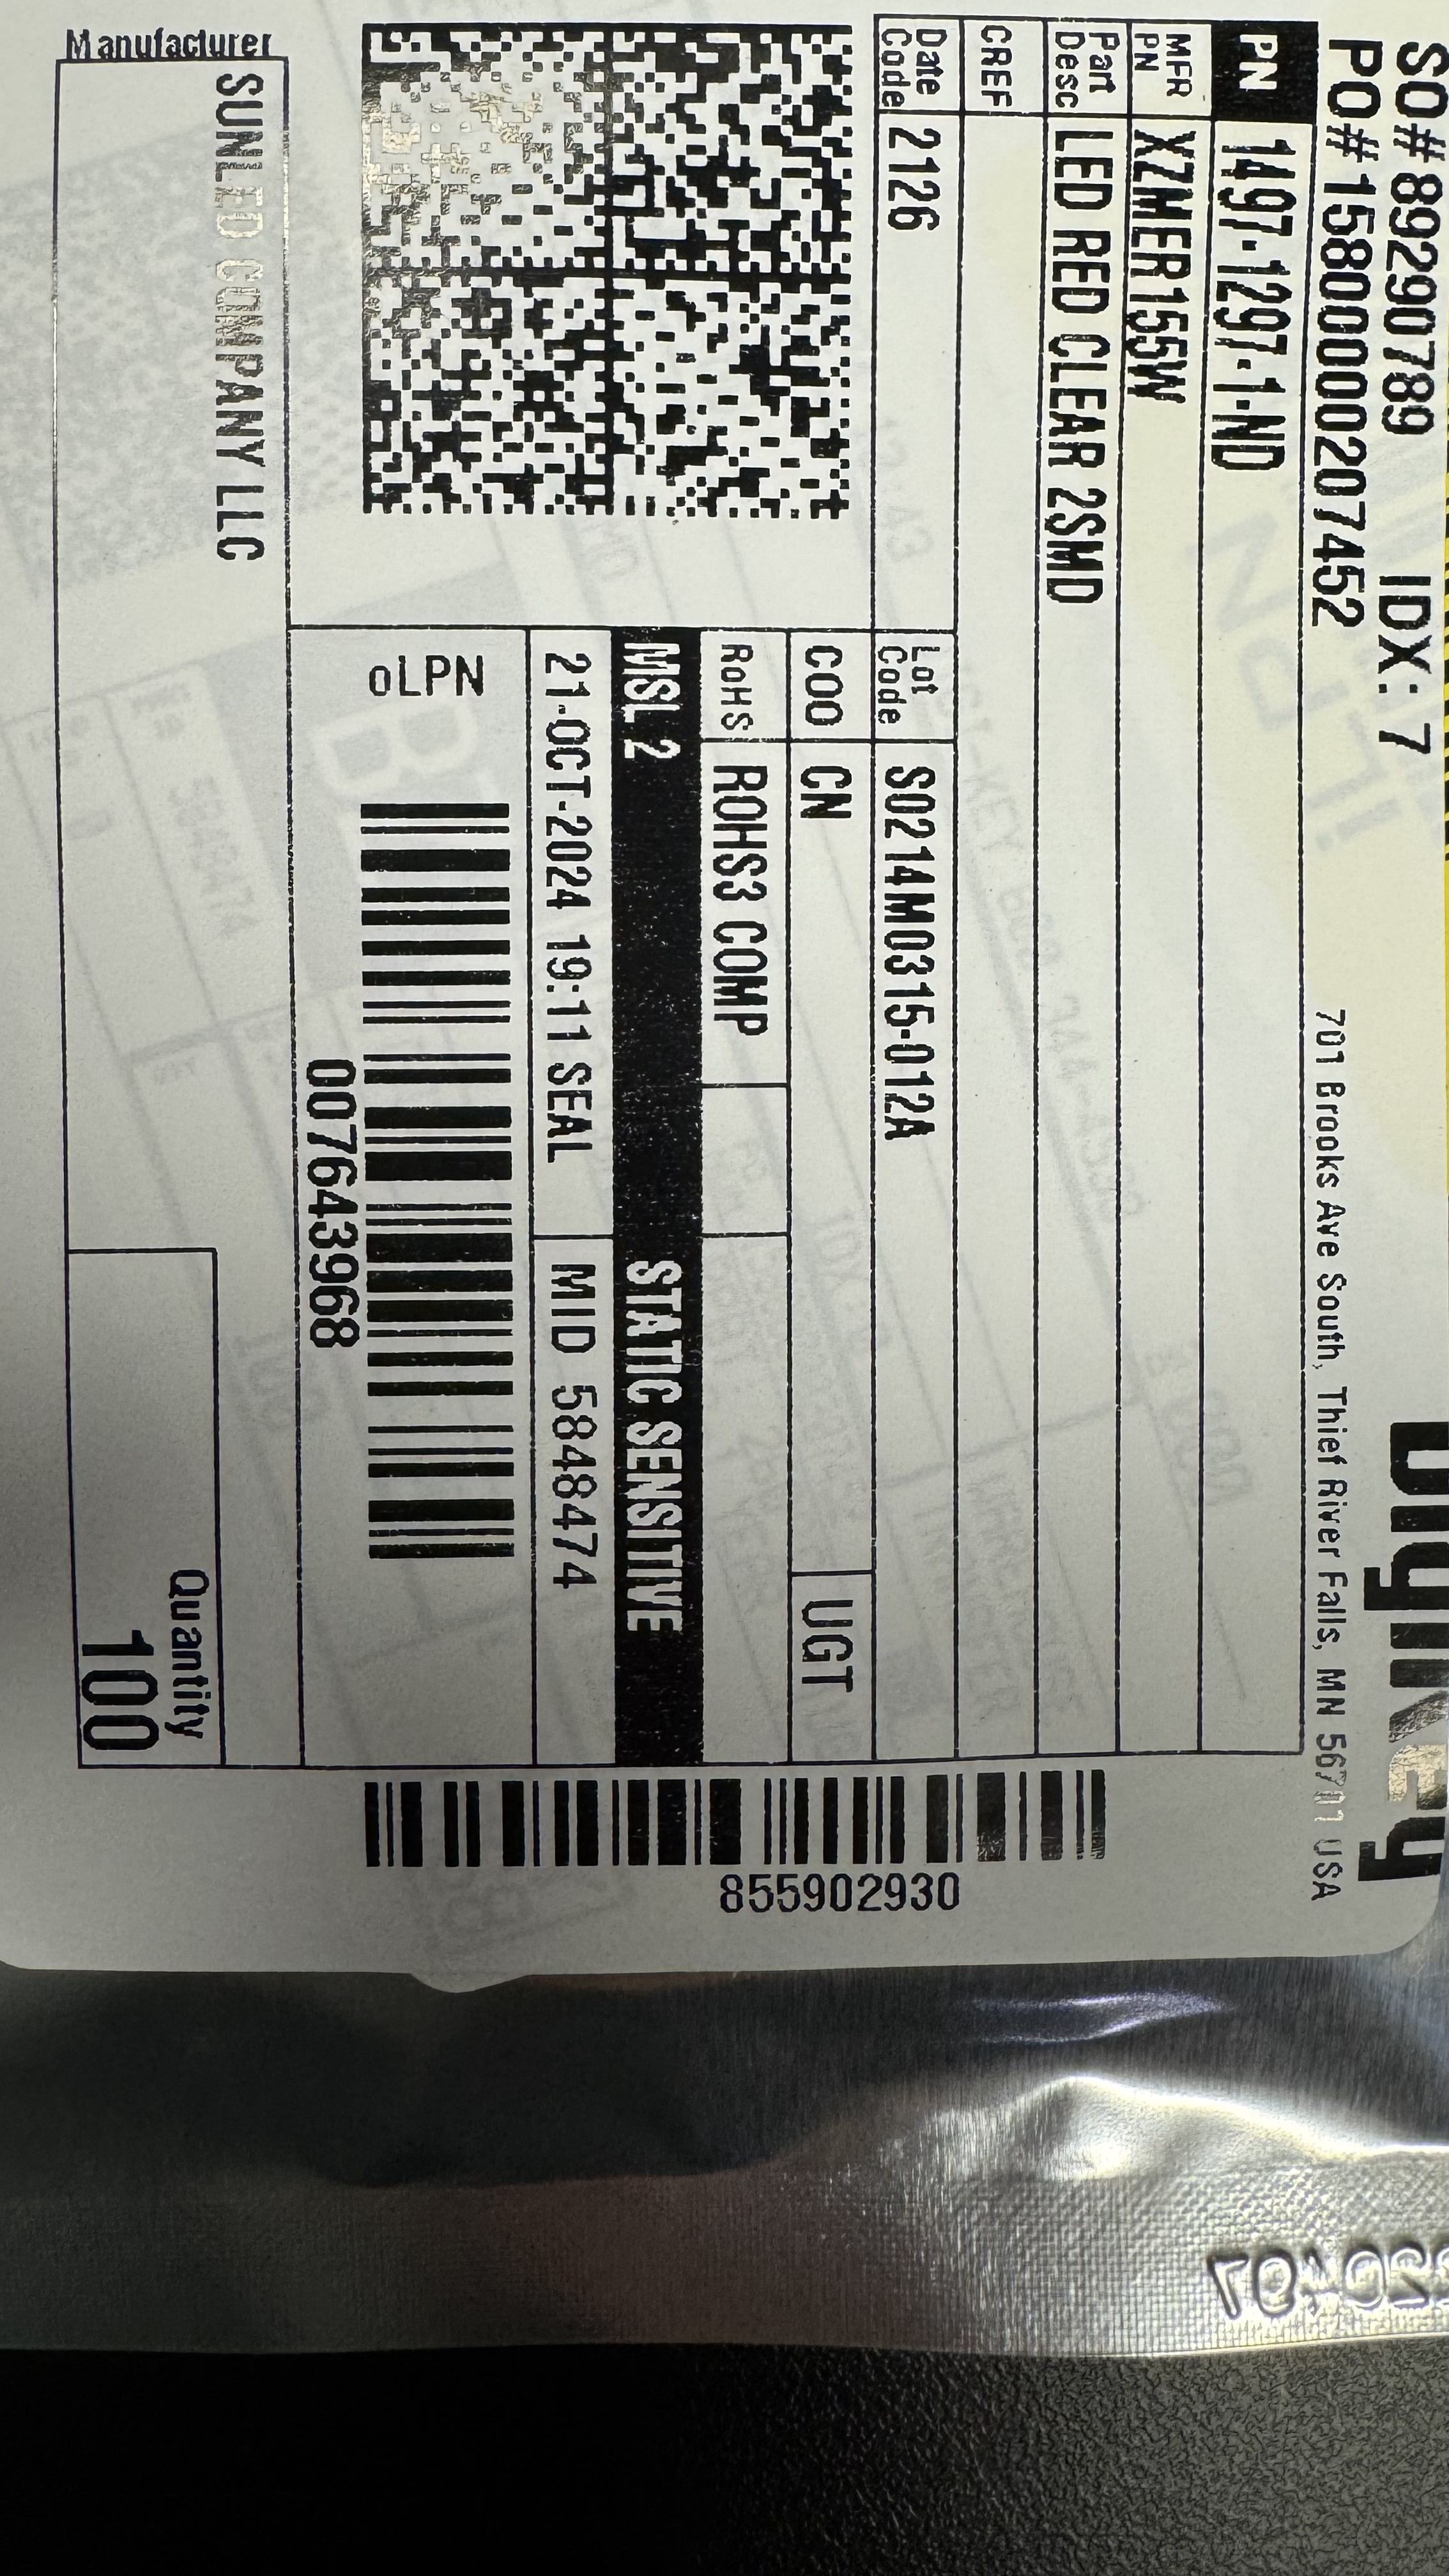 SO# 89290789 IDX: 7
PO# 1580000207452
DigiKey
701 Brooks Ave South, Thief River Falls, MN 56701 USA
PN 1497-1297-1-ND
MFR PN XZMER155W
Part Desc LED RED CLEAR 2SMD
CREF
Date Code 2126
Lot Code S0214M0315-012A
COO CN UGT
RoHS ROHS3 COMP
MSL 2 STATIC SENSITIVE
21-OCT-2024 19:11 SEAL MID 5848474
oLPN
007643968
855902930
Manufacturer
SUNLED COMPANY LLC
Quantity
100